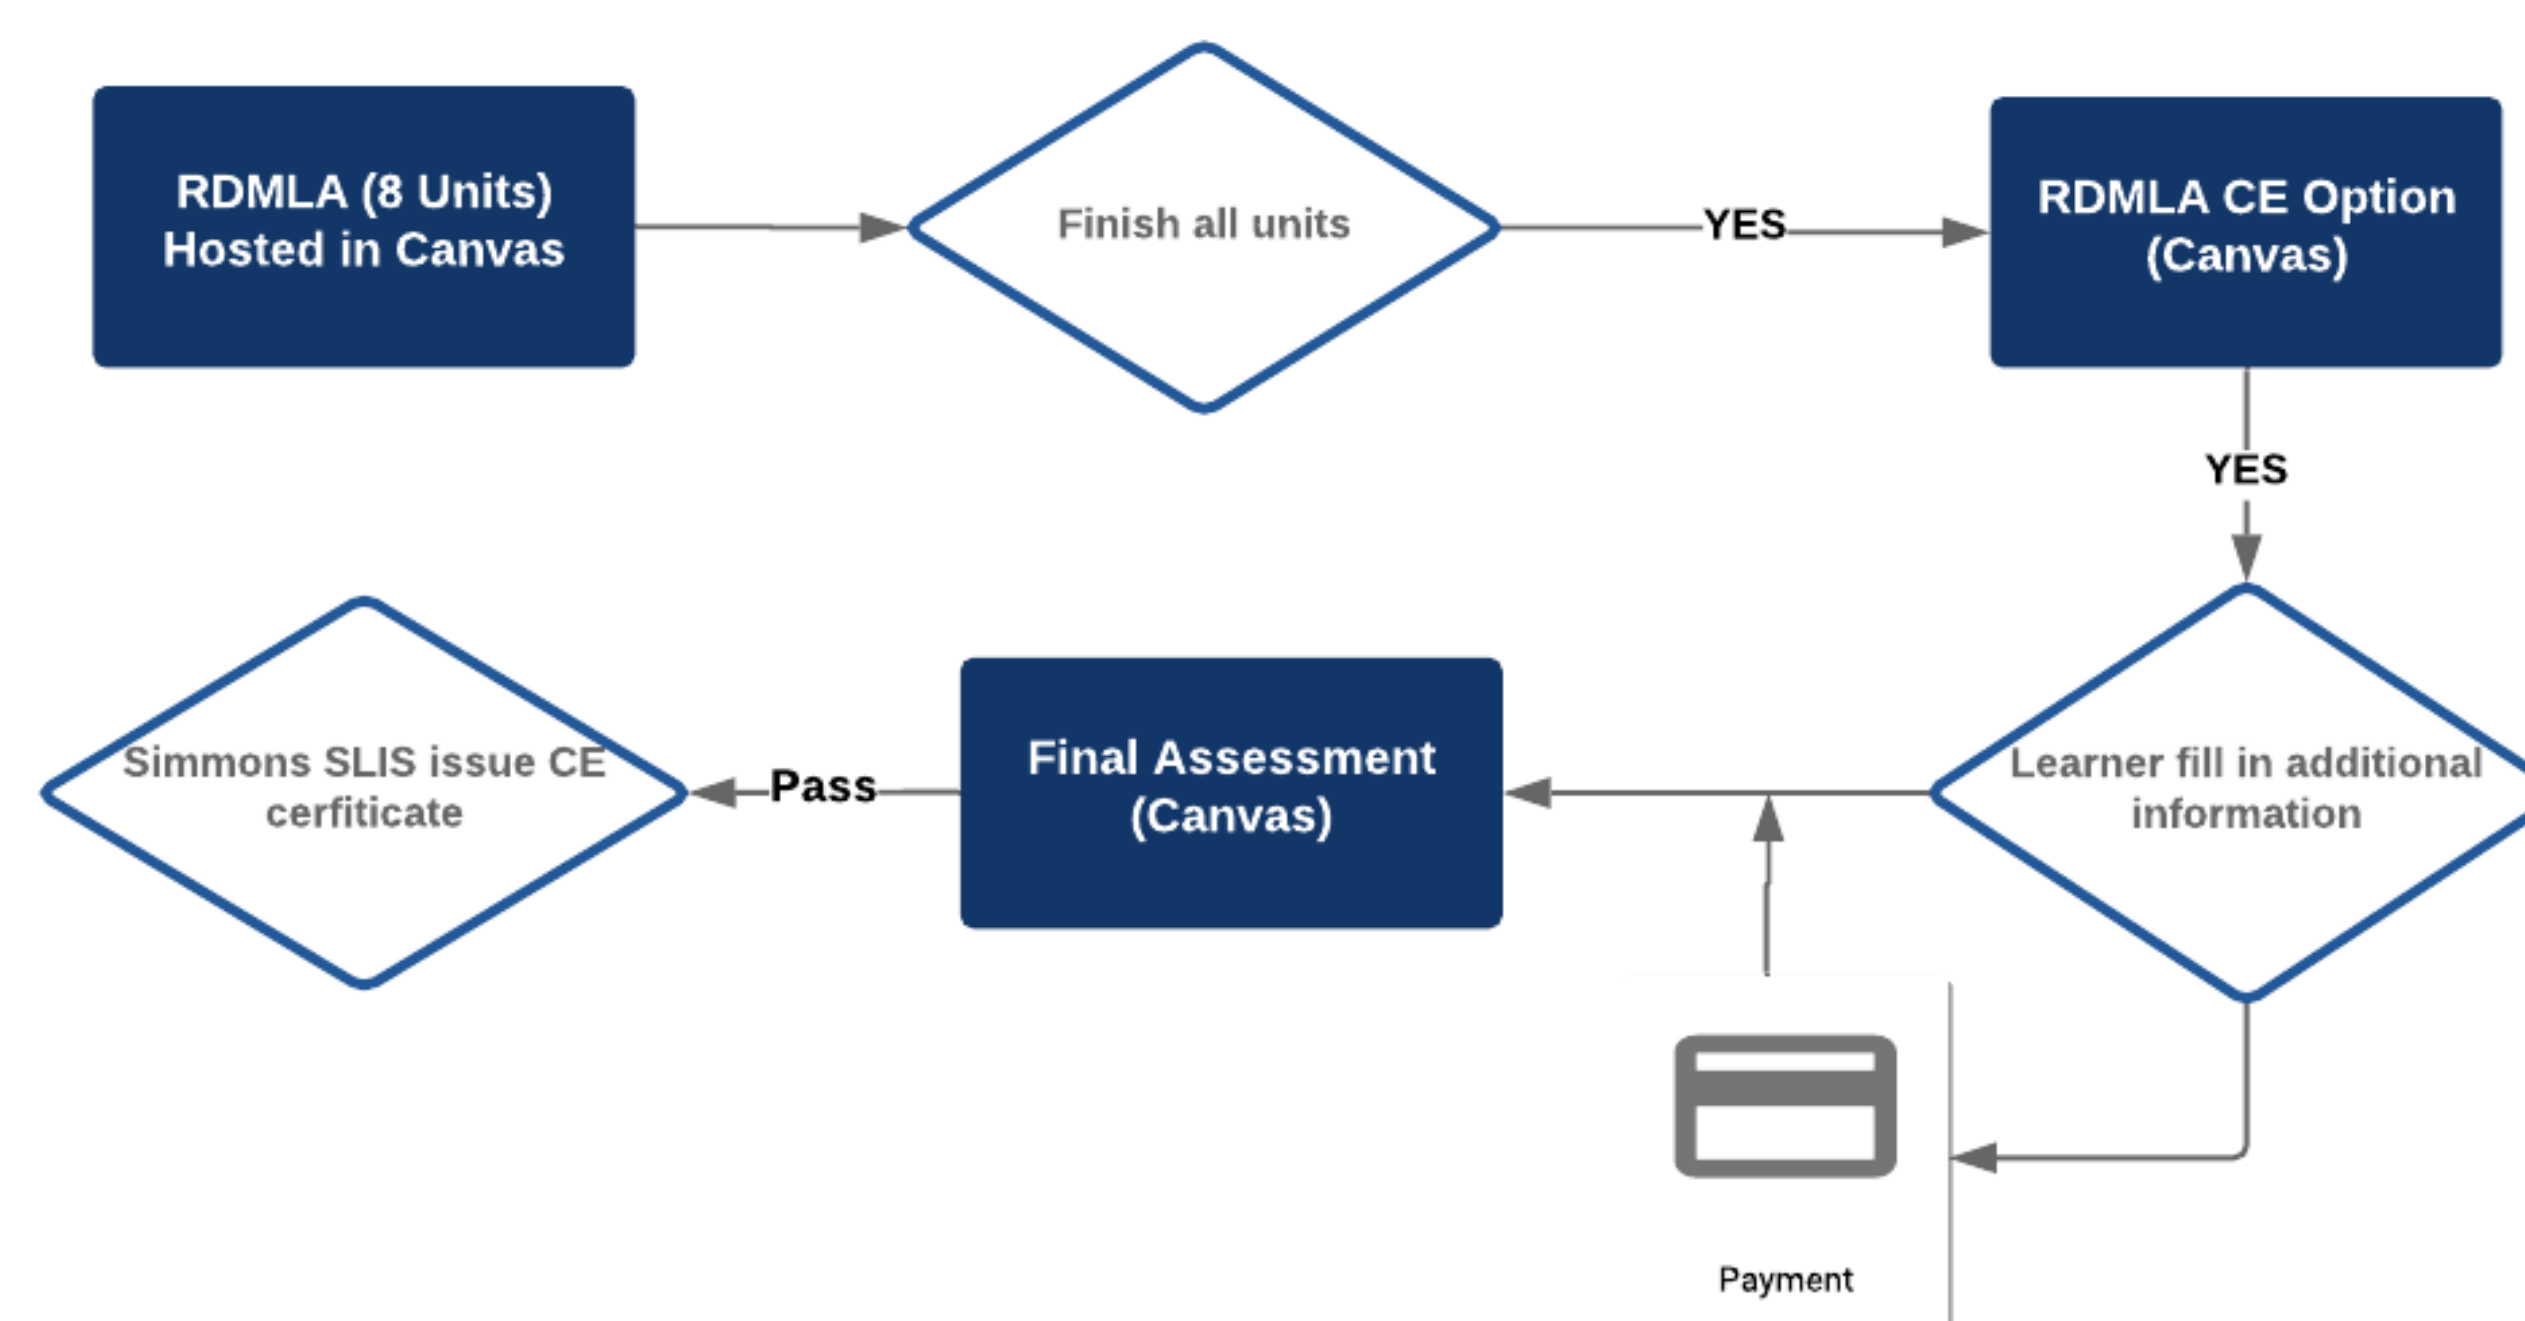 RDMLA (8 Units)
Hosted in Canvas
Finish all units
YES
RDMLA CE Option
(Canvas)
YES
Simmons SLIS issue CE
cerfiticate
Pass
Final Assessment
(Canvas)
Learner fill in additional
information
Payment